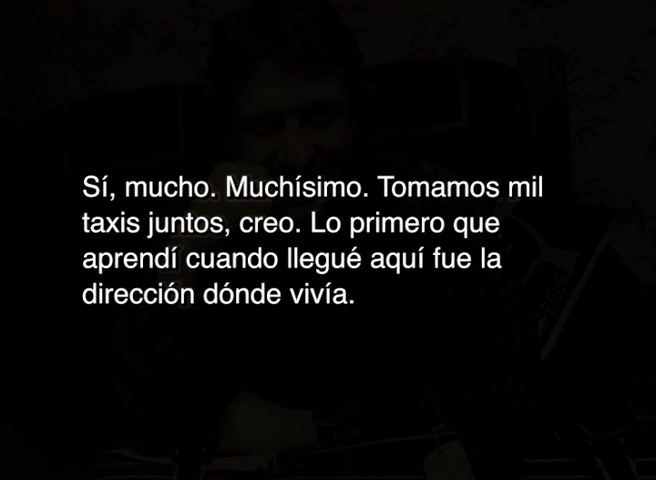 Sí, mucho. Muchísimo. Tomamos mil
taxis juntos, creo. Lo primero que
aprendí cuando llegué aquí fue la
dirección dónde vivía.